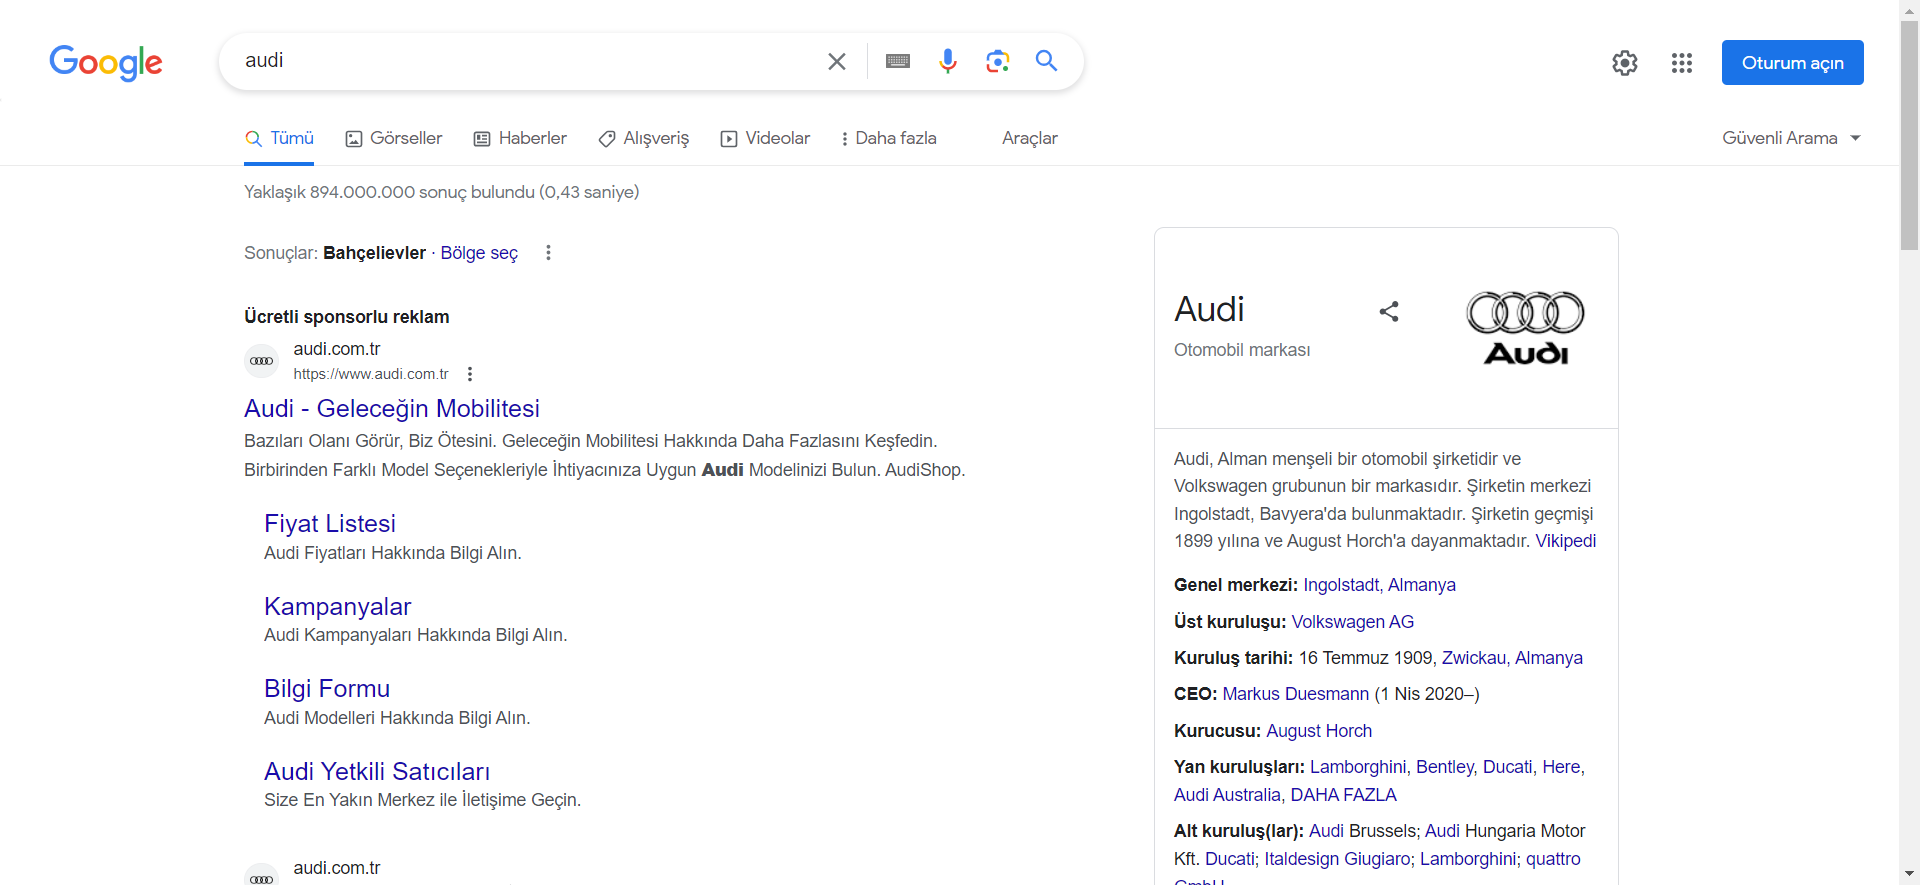 Google
audi
Oturum açın
Tümü
Görseller
Haberler
Alışveriş
Videolar
Daha fazla
Araçlar
Güvenli Arama
Yaklaşık 894.000.000 sonuç bulundu (0,43 saniye)
Sonuçlar: Bahçelievler · Bölge seç
Ücretli sponsorlu reklam
audi.com.tr
https://www.audi.com.tr
Audi - Geleceğin Mobilitesi
Bazıları Olanı Görür, Biz Ötesini. Geleceğin Mobilitesi Hakkında Daha Fazlasını Keşfedin.
Birbirinden Farklı Model Seçenekleriyle İhtiyacınıza Uygun Audi Modelinizi Bulun. AudiShop.
Fiyat Listesi
Audi Fiyatları Hakkında Bilgi Alın.
Kampanyalar
Audi Kampanyaları Hakkında Bilgi Alın.
Bilgi Formu
Audi Modelleri Hakkında Bilgi Alın.
Audi Yetkili Satıcıları
Size En Yakın Merkez ile İletişime Geçin.
audi.com.tr
Audi
Otomobil markası
Audi
Audi, Alman menşeli bir otomobil şirketidir ve
Volkswagen grubunun bir markasıdır. Şirketin merkezi
Ingolstadt, Bavyera'da bulunmaktadır. Şirketin geçmişi
1899 yılına ve August Horch'a dayanmaktadır. Vikipedi
Genel merkezi: Ingolstadt, Almanya
Üst kuruluşu: Volkswagen AG
Kuruluş tarihi: 16 Temmuz 1909, Zwickau, Almanya
CEO: Markus Duesmann (1 Nis 2020–)
Kurucusu: August Horch
Yan kuruluşları: Lamborghini, Bentley, Ducati, Here,
Audi Australia, DAHA FAZLA
Alt kuruluş(lar): Audi Brussels; Audi Hungaria Motor
Kft. Ducati; Italdesign Giugiaro; Lamborghini; quattro